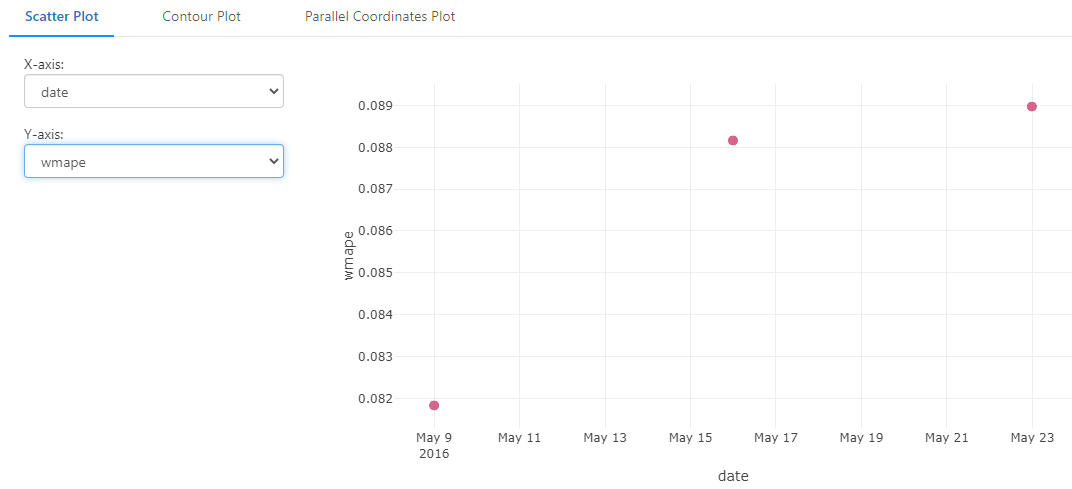 Scatter Plot
Contour Plot
Parallel Coordinates Plot
X-axis:
date
Y-axis:
wmape
wmape
0.089
0.088
0.087
0.086
0.085
0.084
0.083
0.082
May 9
2016
May 11
May 13
May 15
May 17
May 19
May 21
May 23
date